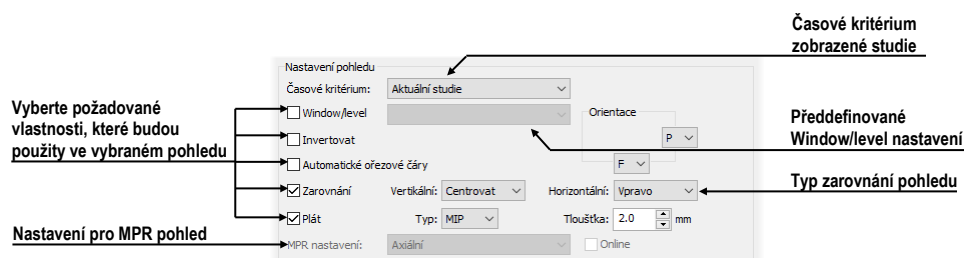 Časové kritérium
zobrazené studie
Nastavení pohledu
Časové kritérium: Aktuální studie
Vyberte požadované
vlastnosti, které budou
použity ve vybraném pohledu
Window/level
Orientace
Předdefinované
Window/level nastavení
Invertovat
P
Automatické ořezové čáry
F
Zarovnání Vertikální: Centrovat Horizontální: Vpravo
Typ zarovnání pohledu
Plát Typ: MIP Tloušťka: 2.0 mm
Nastavení pro MPR pohled
MPR nastavení: Axiální Online